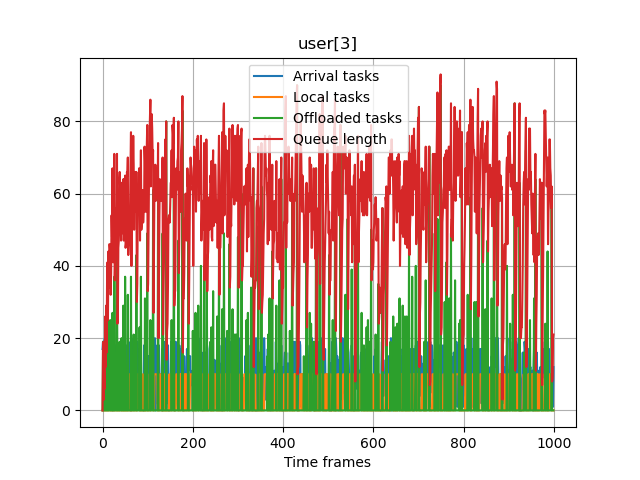 user[3]
Arrival tasks
Local tasks
Offloaded tasks
Queue length
80
60
40
20
0
0 200 400 600 800 1000
Time frames